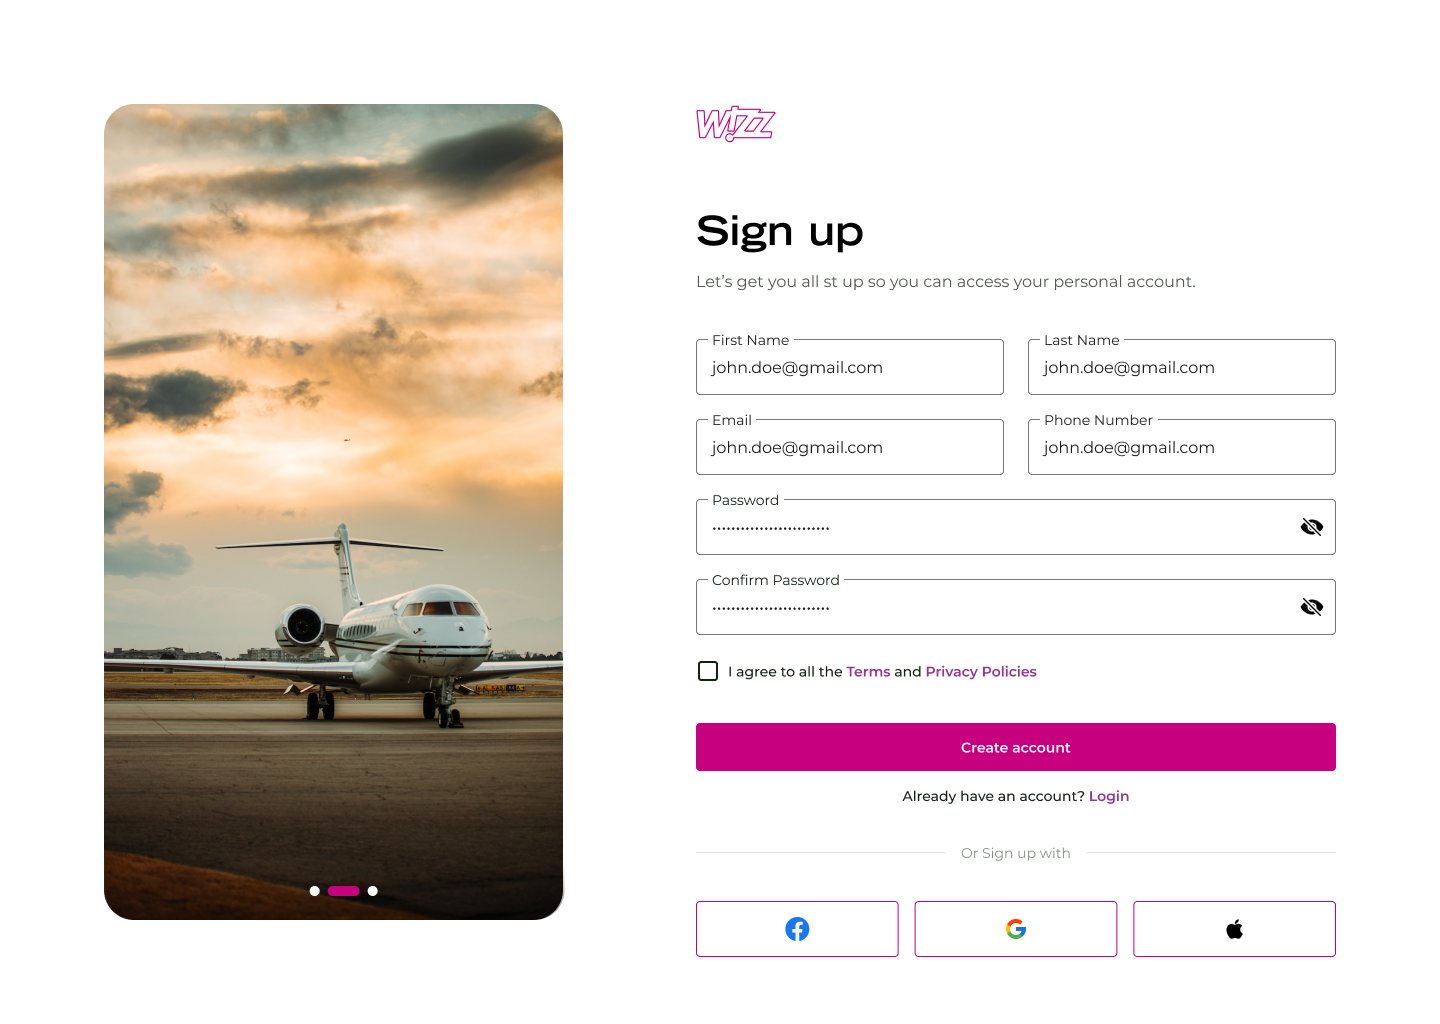 Wizz
Sign up
Let’s get you all st up so you can access your personal account.
First Name
john.doe@gmail.com
Last Name
john.doe@gmail.com
Email
john.doe@gmail.com
Phone Number
john.doe@gmail.com
Password
Confirm Password
I agree to all the Terms and Privacy Policies
Create account
Already have an account? Login
Or Sign up with